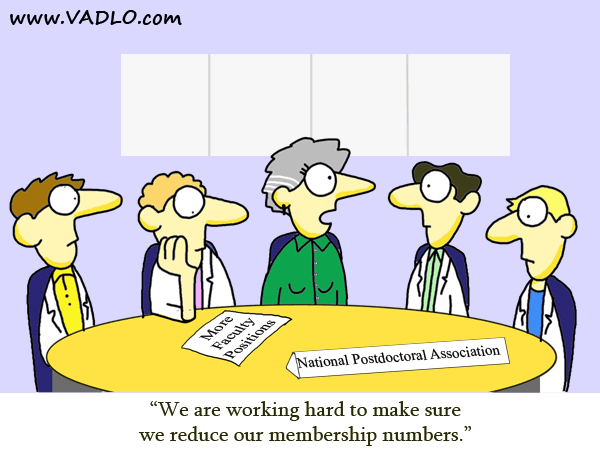 www.VADLO.com
More
Faculty
Positions
National Postdoctoral Association
“We are working hard to make sure
we reduce our membership numbers.”